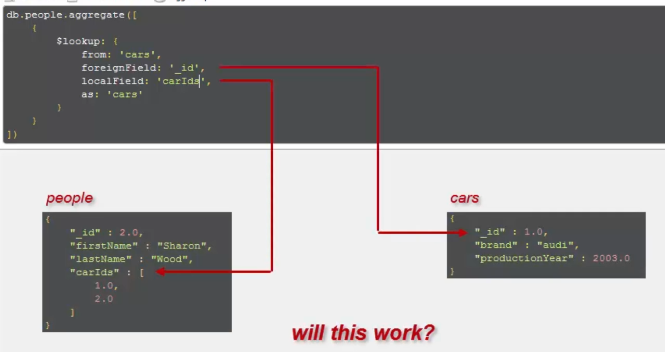 db.people.aggregate([
{
$lookup: {
from: 'cars',
foreignField: '_id',
localField: 'carIds',
as: 'cars'
}
}
])
people
cars
{
"_id" : 2.0,
"firstName" : "Sharon",
"lastName" : "Wood",
"carIds" : [
1.0,
2.0
]
}
{
"_id" : 1.0,
"brand" : "audi",
"productionYear" : 2003.0
}
will this work?